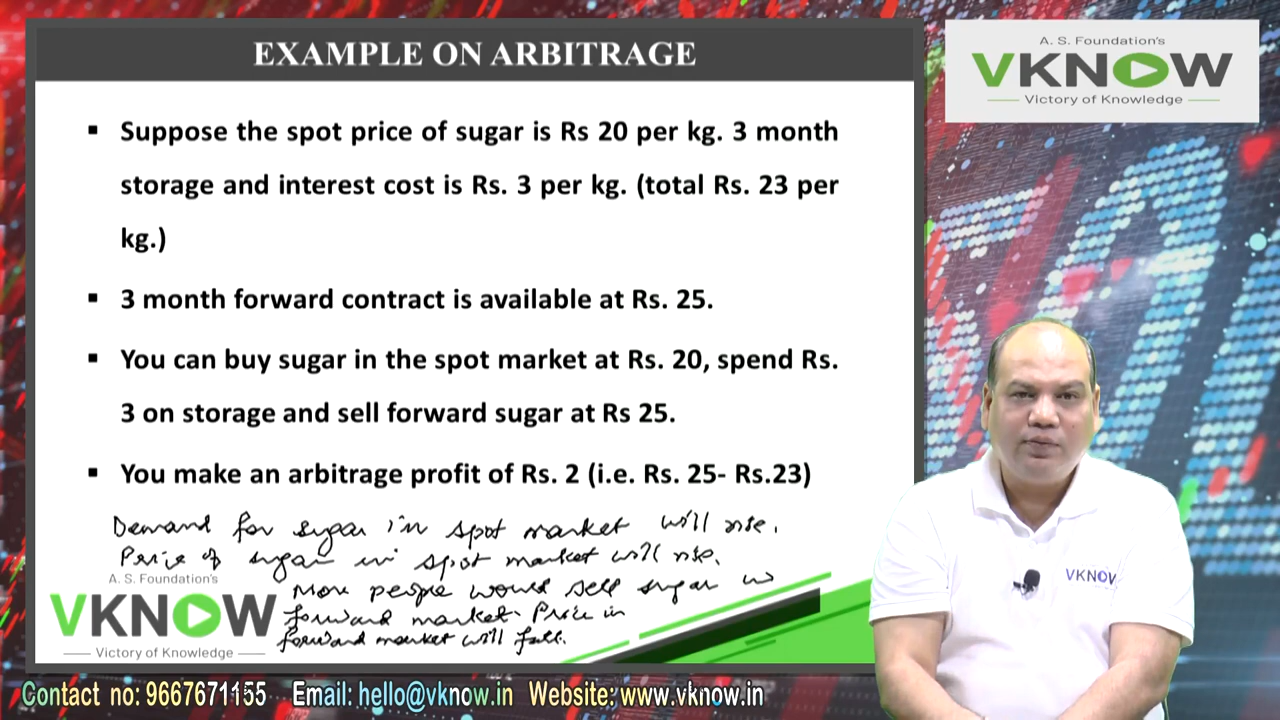 EXAMPLE ON ARBITRAGE
A. S. Foundation's
VKNOW
Victory of Knowledge
▪ Suppose the spot price of sugar is Rs 20 per kg. 3 month
storage and interest cost is Rs. 3 per kg. (total Rs. 23 per
kg.)
▪ 3 month forward contract is available at Rs. 25.
▪ You can buy sugar in the spot market at Rs. 20, spend Rs.
3 on storage and sell forward sugar at Rs 25.
▪ You make an arbitrage profit of Rs. 2 (i.e. Rs. 25- Rs.23)
Demand for sugar in spot market will rise.
Price of sugar in spot market will rise.
More people would sell sugar in
forward market. Price in
forward market will fall.
A. S. Foundation's
VKNOW
Victory of Knowledge
VKNOW
Contact no: 9667671155 Email: hello@vknow.in Website: www.vknow.in